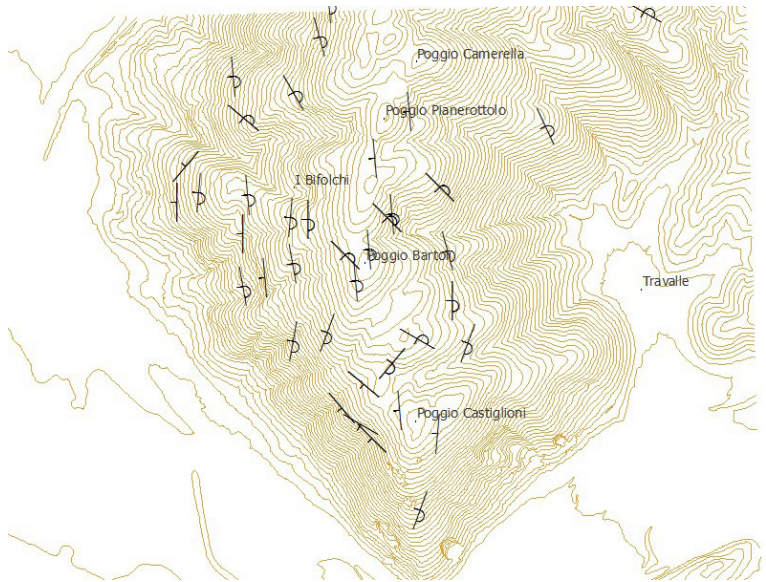 Poggio Camerella
Poggio Pianerottolo
I Bifolchi
Poggio Bartoli
Travalle
Poggio Castiglioni